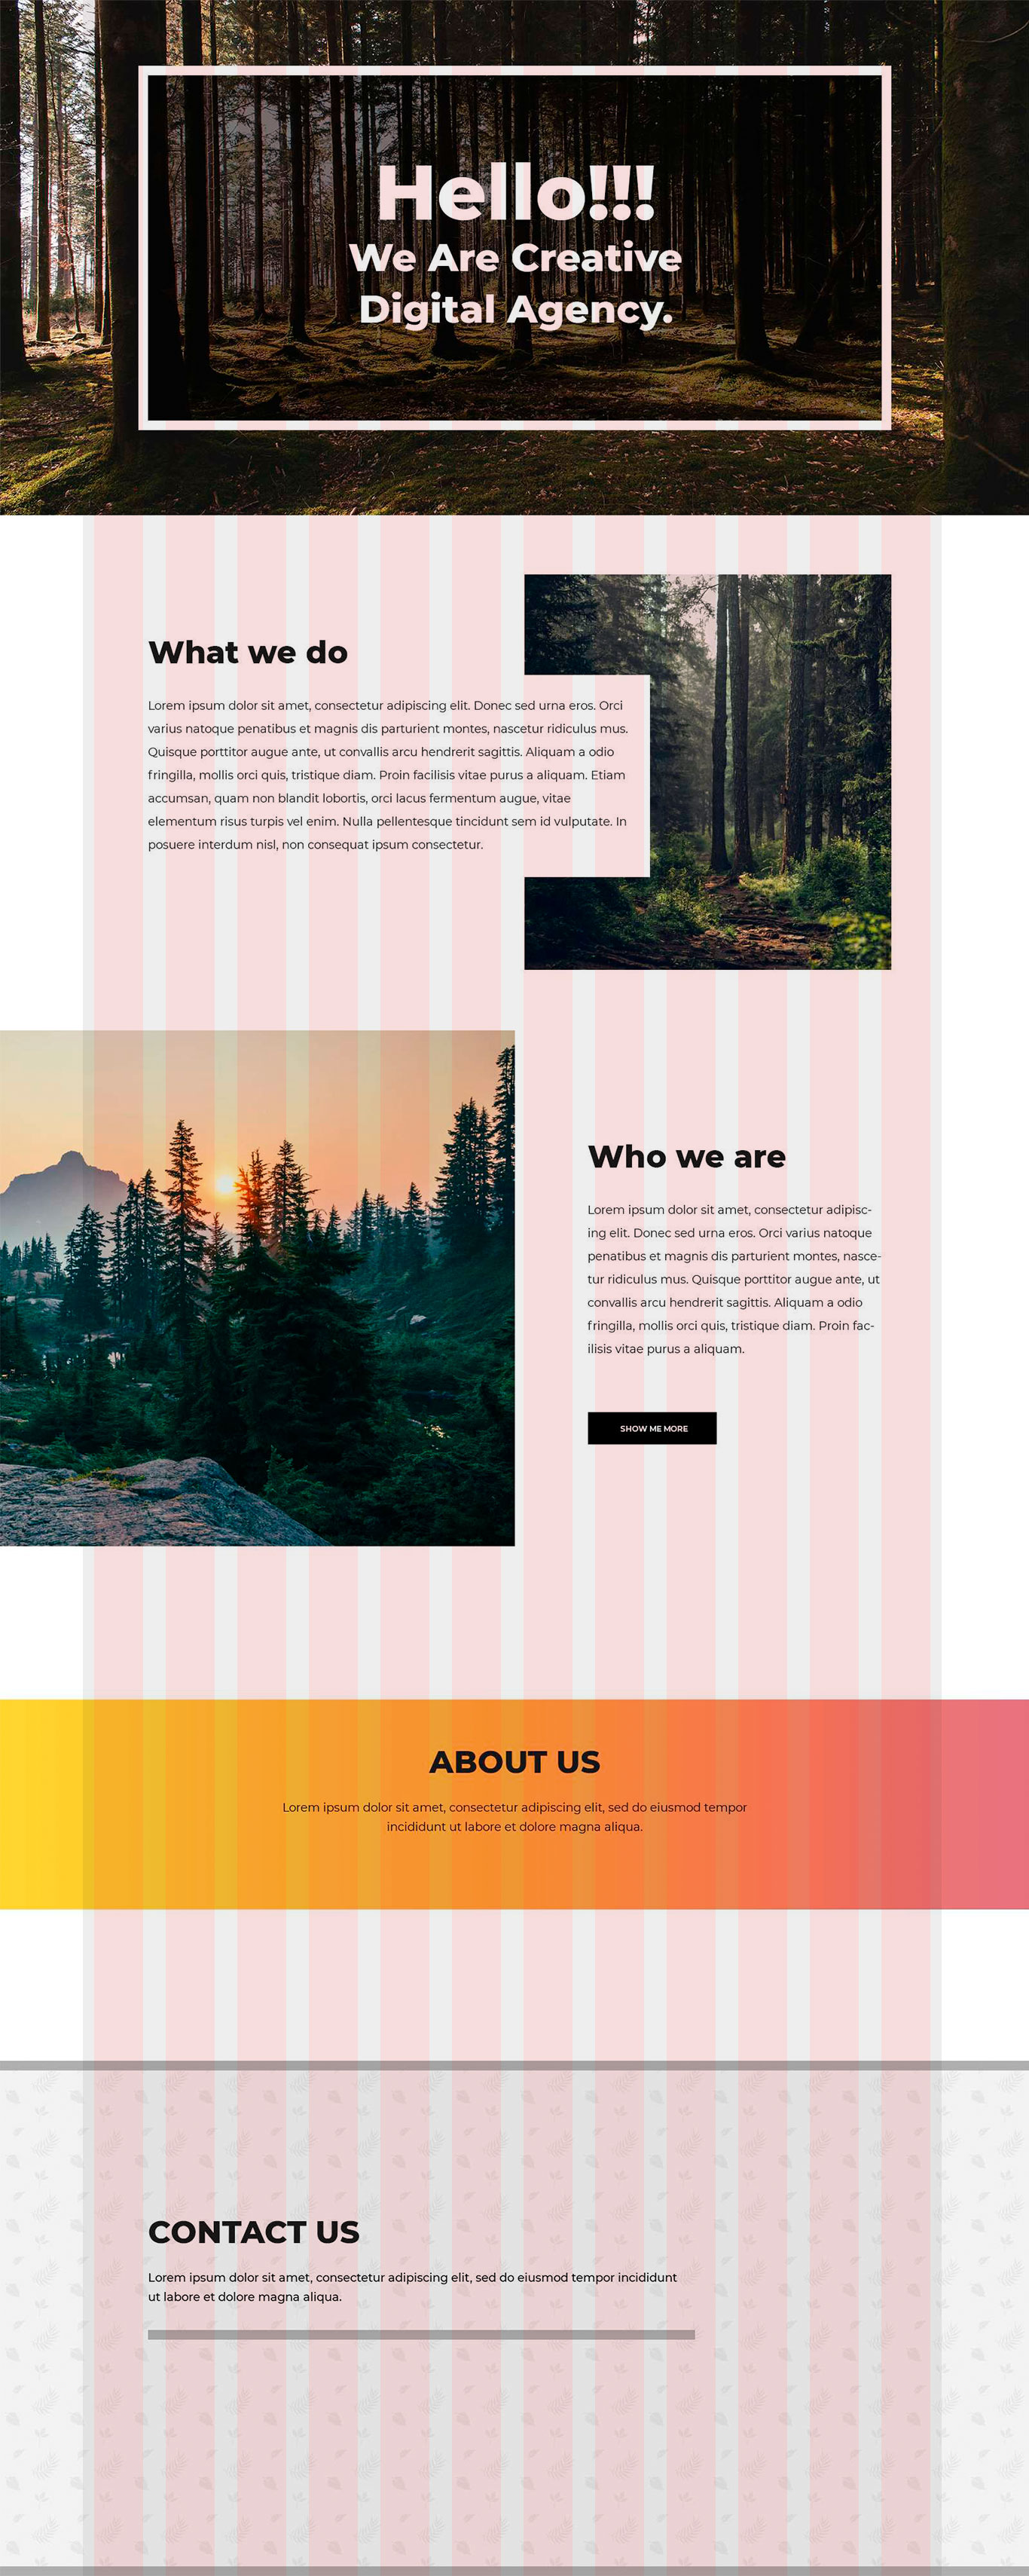 Hello!!!
We Are Creative
Digital Agency.
What we do
Lorem ipsum dolor sit amet, consectetur adipiscing elit. Donec sed urna eros. Orci
varius natoque penatibus et magnis dis parturient montes, nascetur ridiculus mus.
Quisque porttitor augue ante, ut convallis arcu hendrerit sagittis. Aliquam a odio
fringilla, mollis orci quis, tristique diam. Proin facilisis vitae purus a aliquam. Etiam
accumsan, quam non blandit lobortis, orci lacus fermentum augue, vitae
elementum risus turpis vel enim. Nulla pellentesque tincidunt sem id vulputate. In
posuere interdum nisl, non consequat ipsum consectetur.
Who we are
Lorem ipsum dolor sit amet, consectetur adipisc-
ing elit. Donec sed urna eros. Orci varius natoque
penatibus et magnis dis parturient montes, nasce-
tur ridiculus mus. Quisque porttitor augue ante, ut
convallis arcu hendrerit sagittis. Aliquam a odio
fringilla, mollis orci quis, tristique diam. Proin fac-
ilisis vitae purus a aliquam.
SHOW ME MORE
ABOUT US
Lorem ipsum dolor sit amet, consectetur adipiscing elit, sed do eiusmod tempor
incididunt ut labore et dolore magna aliqua.
CONTACT US
Lorem ipsum dolor sit amet, consectetur adipiscing elit, sed do eiusmod tempor incididunt
ut labore et dolore magna aliqua.